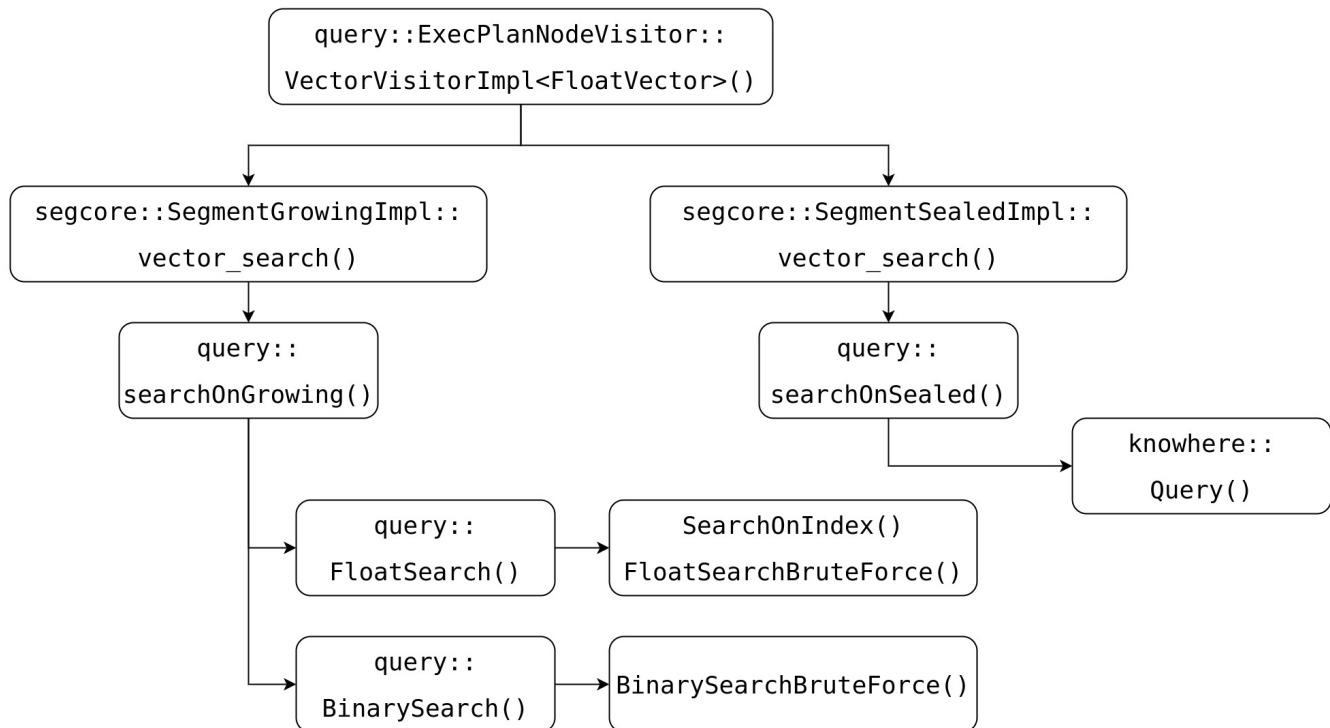 query::ExecPlanNodeVisitor::
VectorVisitorImpl<FloatVector>()
segcore::SegmentGrowingImpl::
vector_search()
segcore::SegmentSealedImpl::
vector_search()
query::
searchOnGrowing()
query::
searchOnSealed()
knowhere::
Query()
query::
FloatSearch()
SearchOnIndex()
FloatSearchBruteForce()
query::
BinarySearch()
BinarySearchBruteForce()